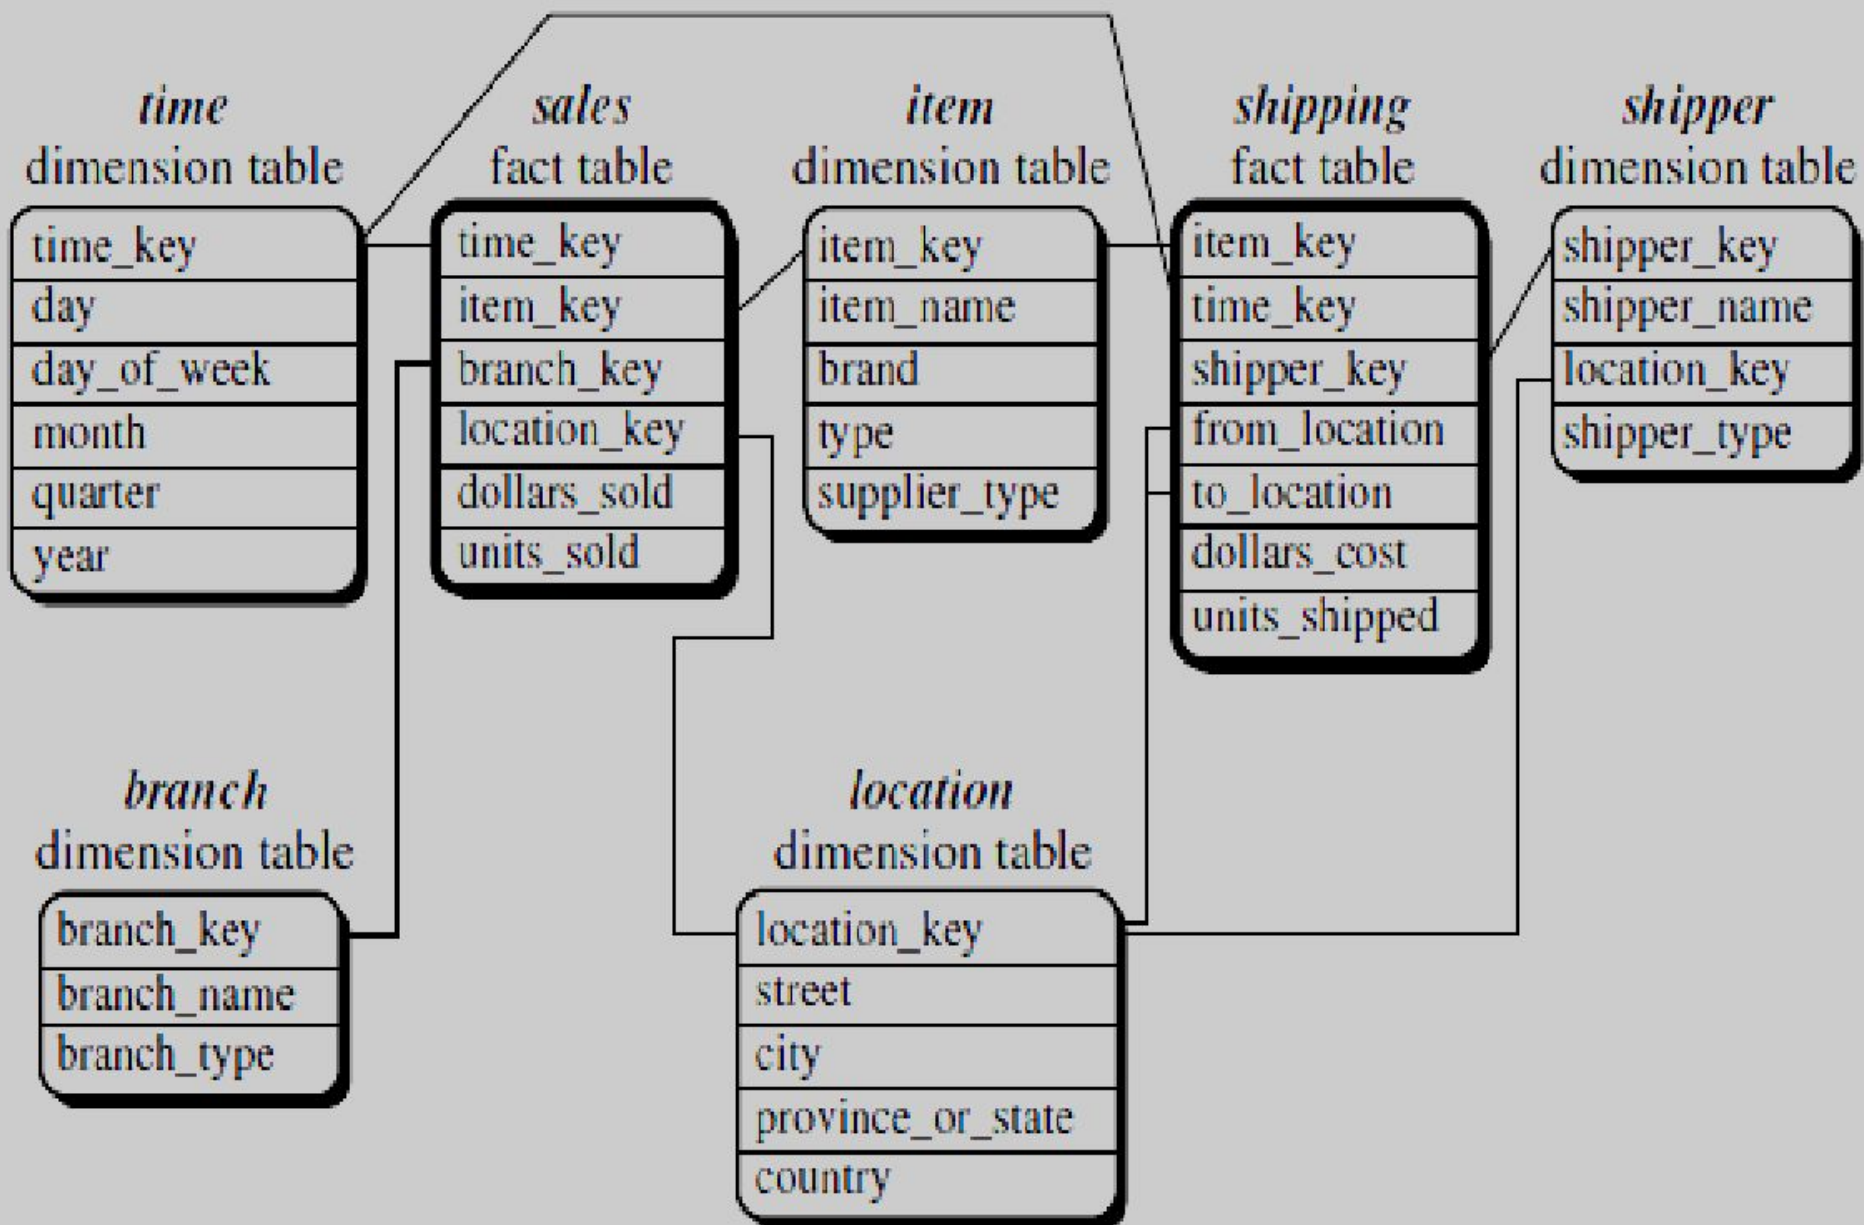 time
dimension table
time_key
day
day_of_week
month
quarter
year
sales
fact table
time_key
item_key
branch_key
location_key
dollars_sold
units_sold
item
dimension table
item_key
item_name
brand
type
supplier_type
shipping
fact table
item_key
time_key
shipper_key
from_location
to_location
dollars_cost
units_shipped
shipper
dimension table
shipper_key
shipper_name
location_key
shipper_type
branch
dimension table
branch_key
branch_name
branch_type
location
dimension table
location_key
street
city
province_or_state
country